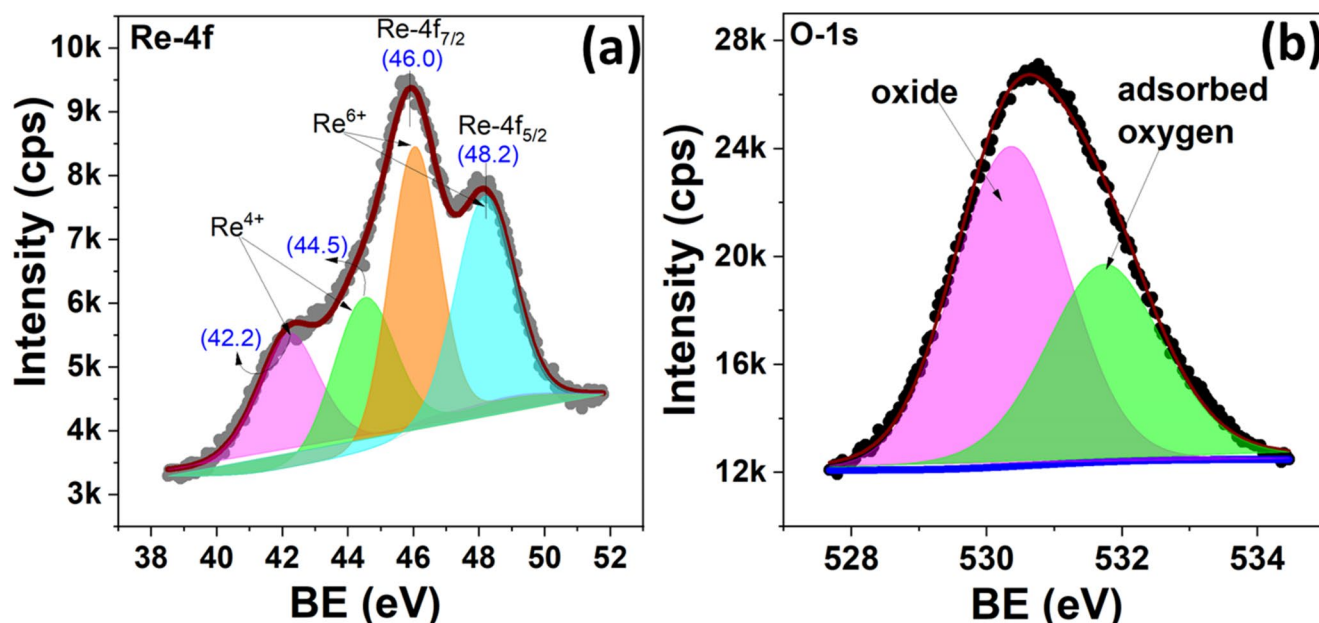 Re-4f
(a)
Re-4f7/2
(46.0)
Re6+
Re-4f5/2
(48.2)
Re4+
(44.5)
(42.2)
10k
9k
8k
7k
6k
5k
4k
3k
Intensity (cps)
38 40 42 44 46 48 50 52
BE (eV)
O-1s
(b)
oxide
adsorbed
oxygen
28k
24k
20k
16k
12k
Intensity (cps)
528 530 532 534
BE (eV)